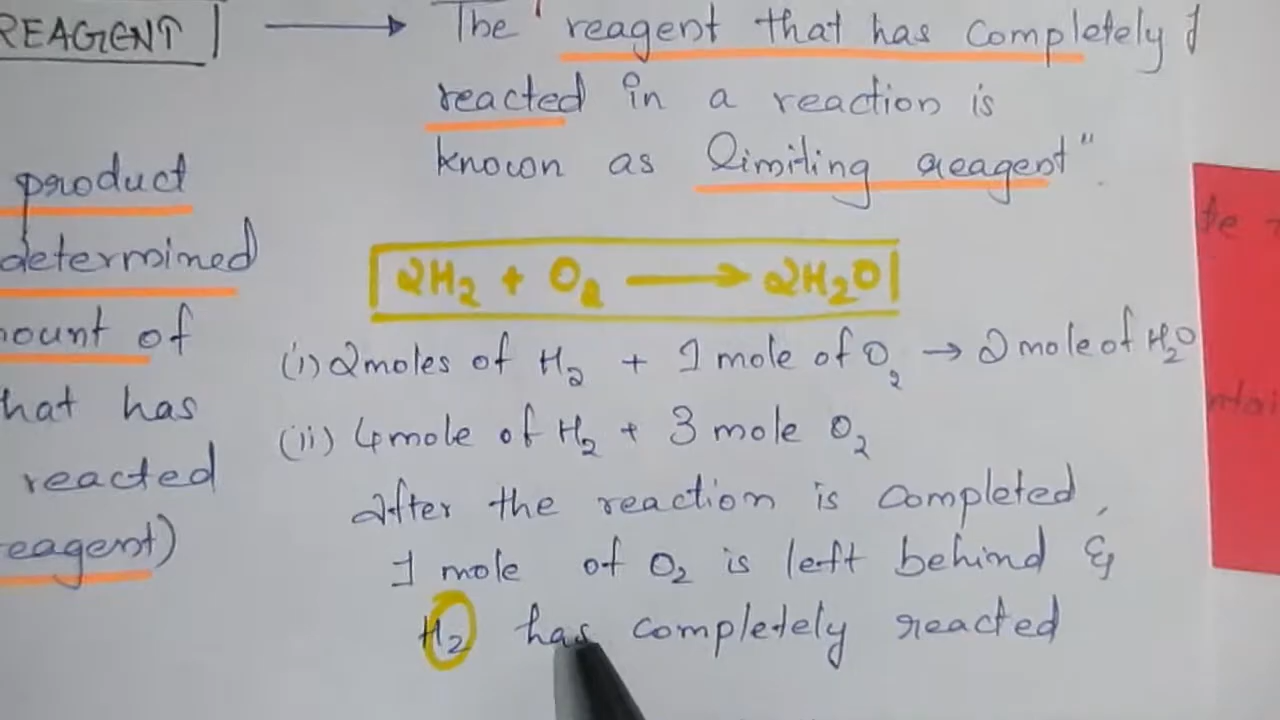 REAGENT
The reagent that has completely
reacted in a reaction is
known as limiting reagent"
product
determined
ount of
hat has
reacted
eagent)
2H₂ + O₂ → 2H₂O
(i) 2moles of H₂ + 1 mole of O₂ → 2 mole of H₂O
(ii) 4mole of H₂ + 3 mole O₂
After the reaction is completed,
1 mole of O₂ is left behind &
H₂ has completely reacted